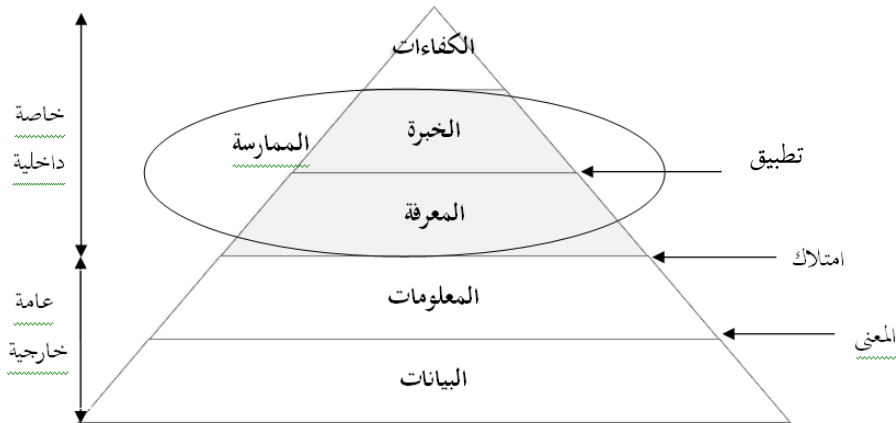 الكفاءات
خاصة
داخلية
الخبرة
الممارسة
تطبيق
المعرفة
امتلاك
عامة
خارجية
المعلومات
المعنى
البيانات